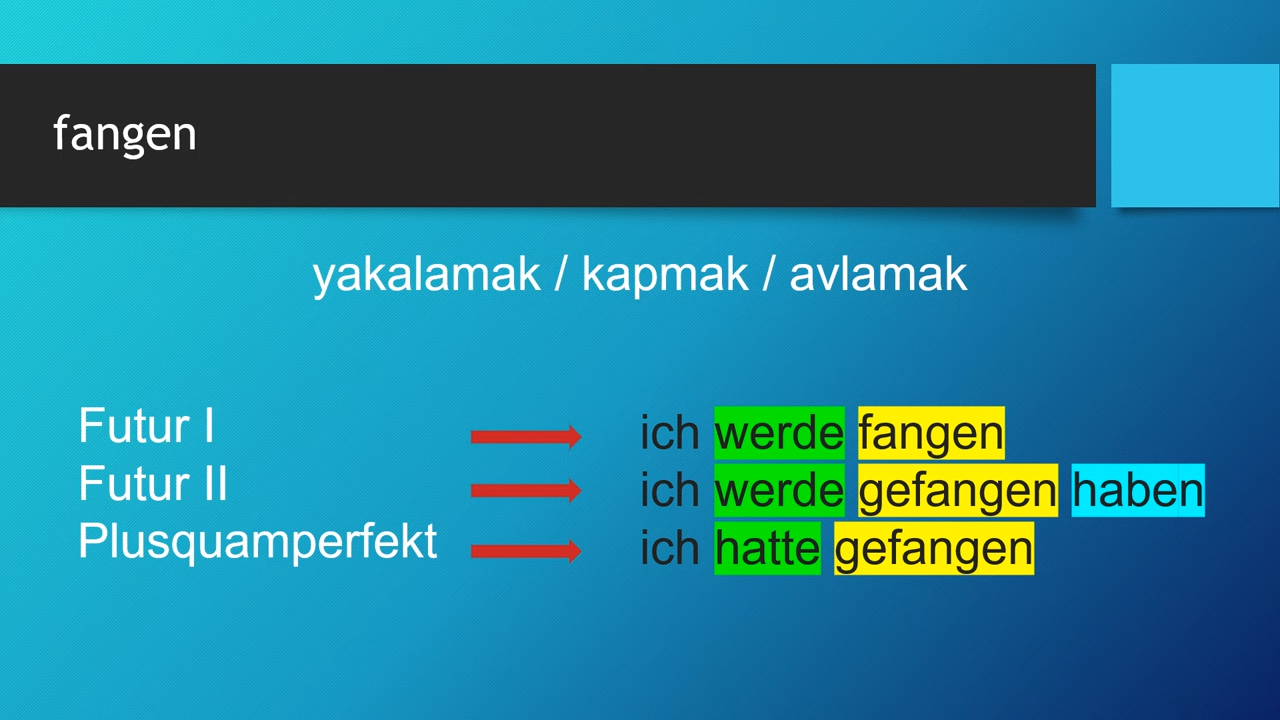 fangen
yakalamak / kapmak / avlamak
Futur I
ich werde fangen
Futur II
ich werde gefangen haben
Plusquamperfekt
ich hatte gefangen